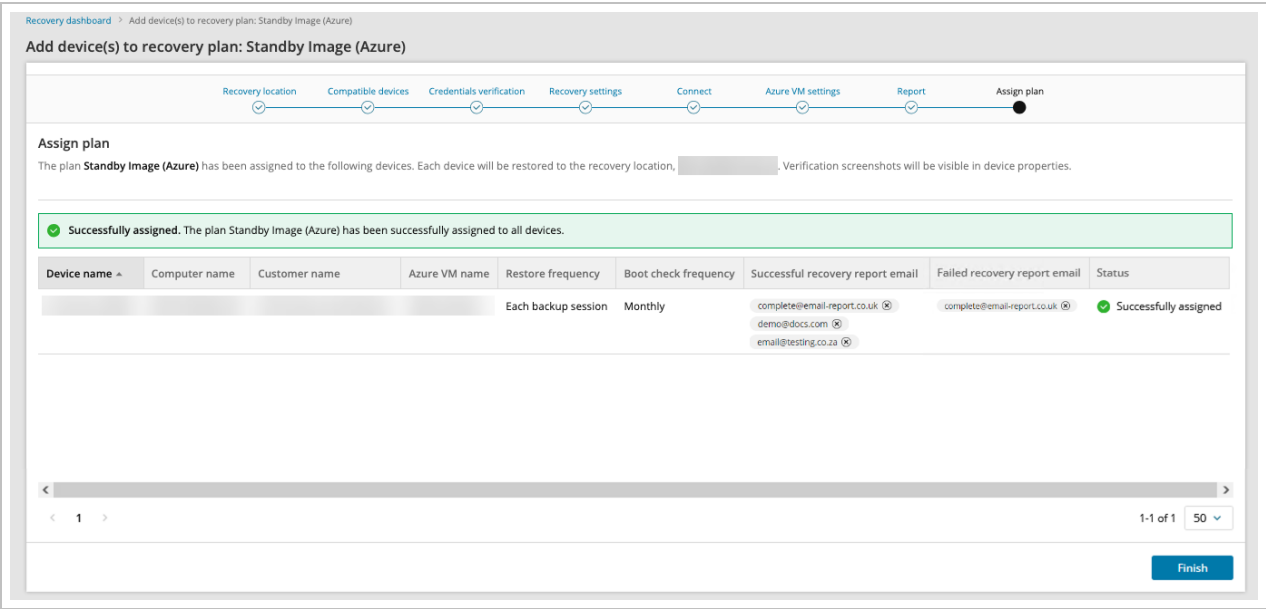 Recovery dashboard > Add device(s) to recovery plan: Standby Image (Azure)
Add device(s) to recovery plan: Standby Image (Azure)
Recovery location Compatible devices Credentials verification Recovery settings Connect Azure VM settings Report Assign plan
Assign plan
The plan Standby Image (Azure) has been assigned to the following devices. Each device will be restored to the recovery location, . Verification screenshots will be visible in device properties.
Successfully assigned. The plan Standby Image (Azure) has been successfully assigned to all devices.
Device name Computer name Customer name Azure VM name Restore frequency Boot check frequency Successful recovery report email Failed recovery report email Status
Each backup session Monthly complete@email-report.co.uk complete@email-report.co.uk Successfully assigned
demo@docs.com
email@testing.co.za
< 1 > 1-1 of 1 50
Finish